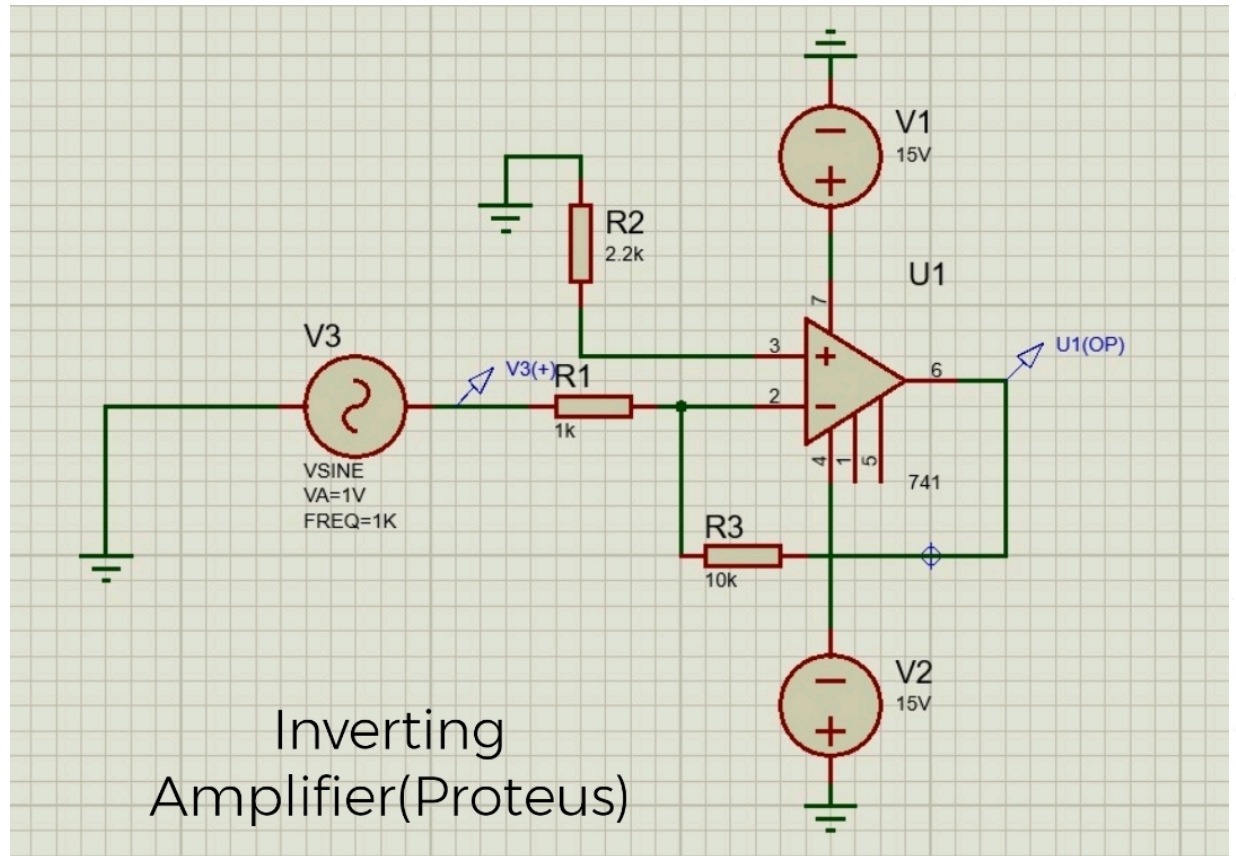 V1
15V
R2
2.2k
U1
7
V3
3
U1(OP)
V3(+)
R1
6
2
1k
4
1
5
VSINE
VA=1V
FREQ=1K
741
R3
10k
V2
15V
Inverting
Amplifier(Proteus)